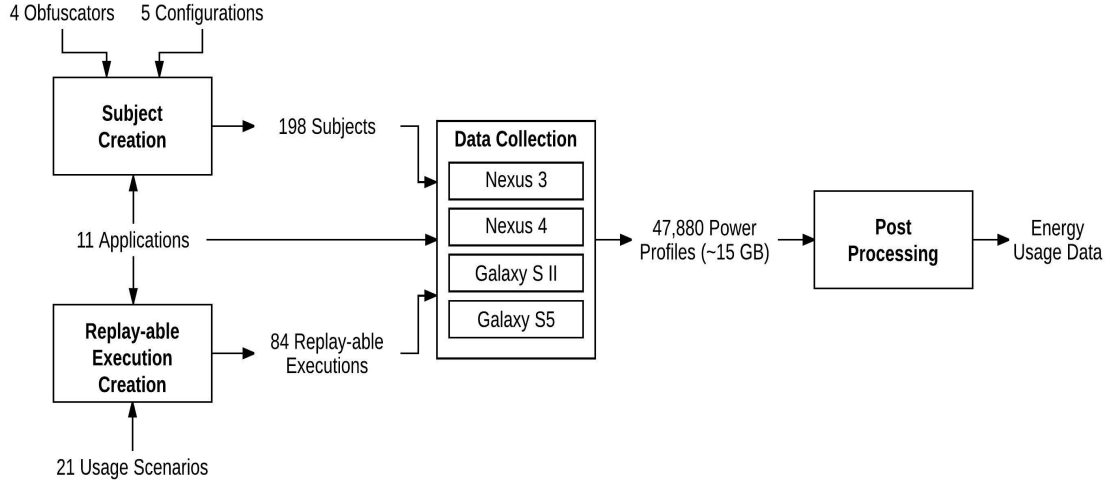 4 Obfuscators
5 Configurations
Subject
Creation
198 Subjects
11 Applications
Replay-able
Execution
Creation
84 Replay-able
Executions
21 Usage Scenarios
Data Collection
Nexus 3
Nexus 4
Galaxy S II
Galaxy S5
47,880 Power
Profiles (~15 GB)
Post
Processing
Energy
Usage Data